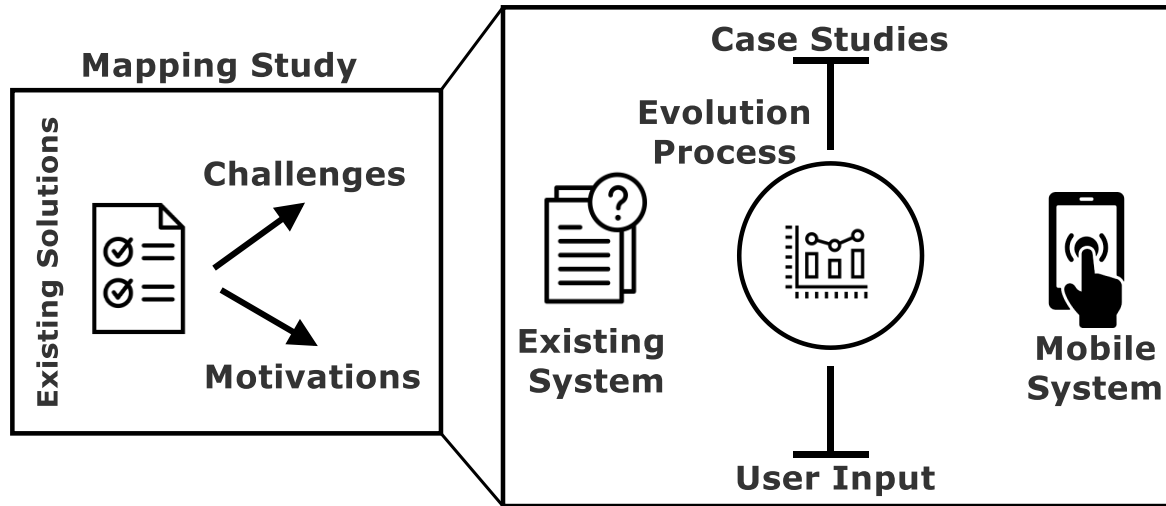 Mapping Study
Existing Solutions
Challenges
Motivations
Case Studies
Evolution
Process
?
Existing
System
Mobile
System
User Input